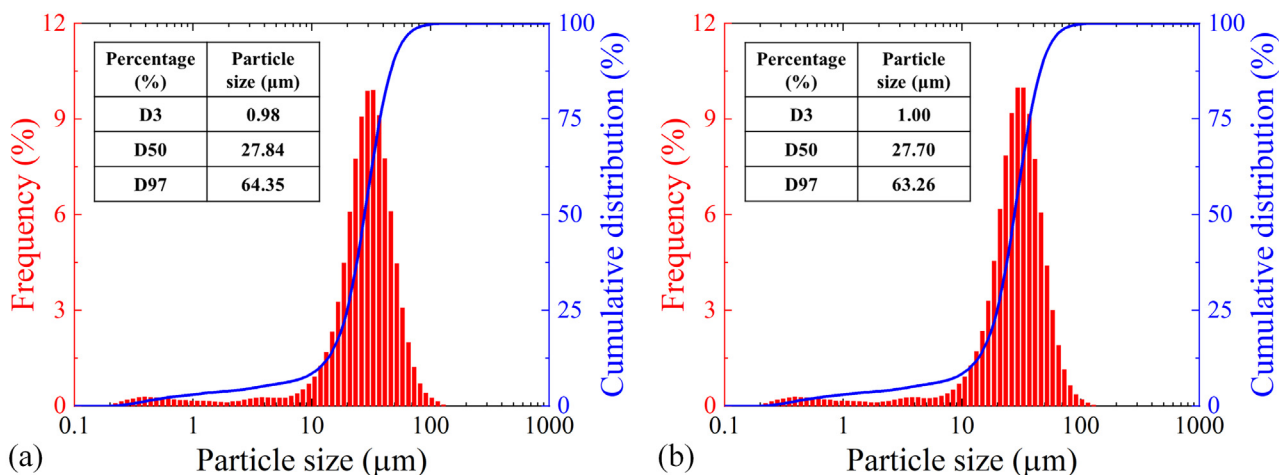 12
9
6
3
0
Frequency (%)
Percentage (%) Particle size (µm)
D3 0.98
D50 27.84
D97 64.35
100
75
50
25
0
Cumulative distribution (%)
0.1 1 10 100 1000
Particle size (µm)
(a)
12
9
6
3
0
Frequency (%)
Percentage (%) Particle size (µm)
D3 1.00
D50 27.70
D97 63.26
100
75
50
25
0
Cumulative distribution (%)
0.1 1 10 100 1000
Particle size (µm)
(b)